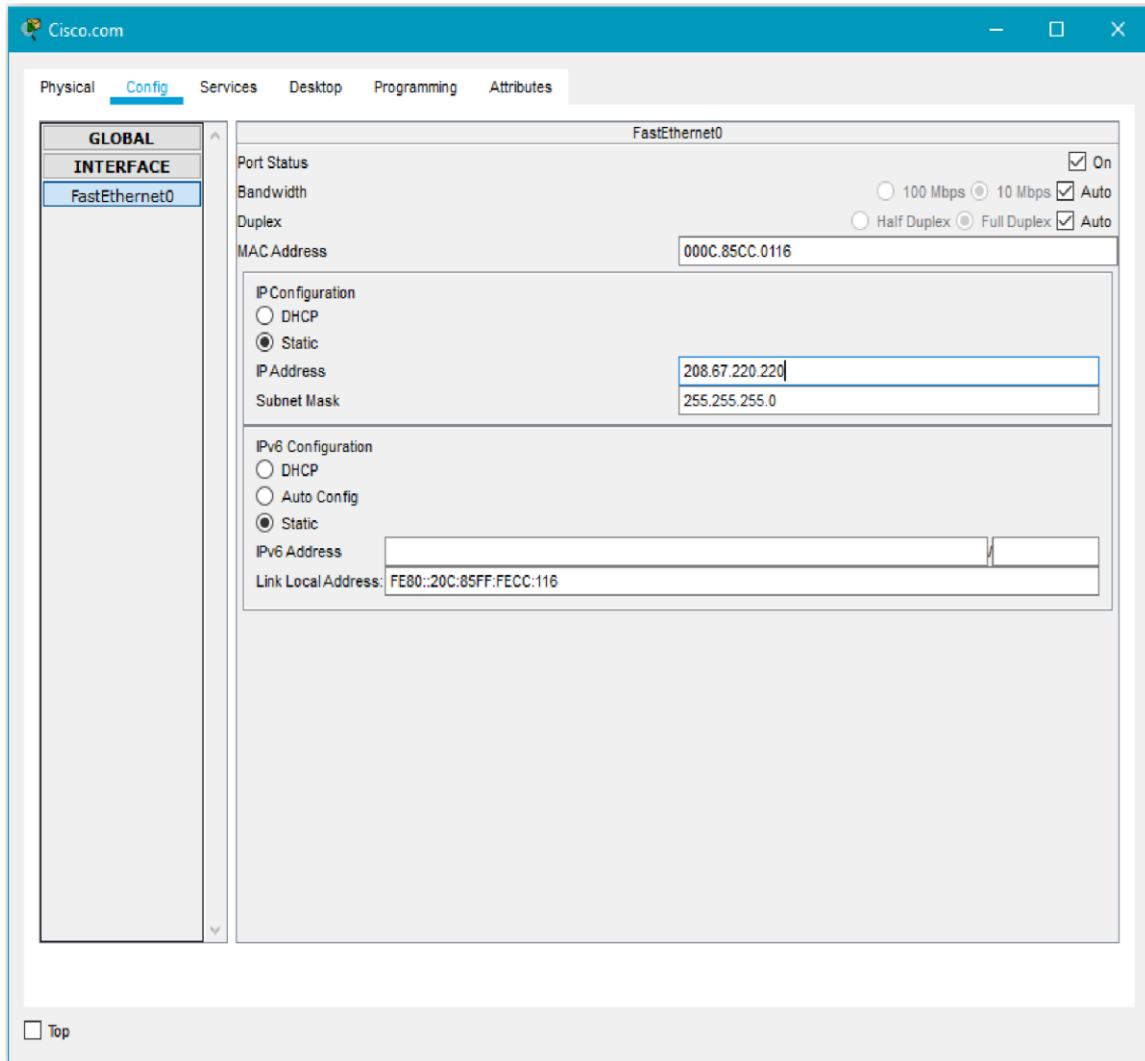 Cisco.com
Physical Config Services Desktop Programming Attributes
GLOBAL
INTERFACE
FastEthernet0
FastEthernet0
Port Status On
Bandwidth 100 Mbps 10 Mbps Auto
Duplex Half Duplex Full Duplex Auto
MAC Address 000C.85CC.0116
IP Configuration
DHCP
Static
IP Address 208.67.220.220
Subnet Mask 255.255.255.0
IPv6 Configuration
DHCP
Auto Config
Static
IPv6 Address /
Link Local Address: FE80::20C:85FF:FECC:116
Top